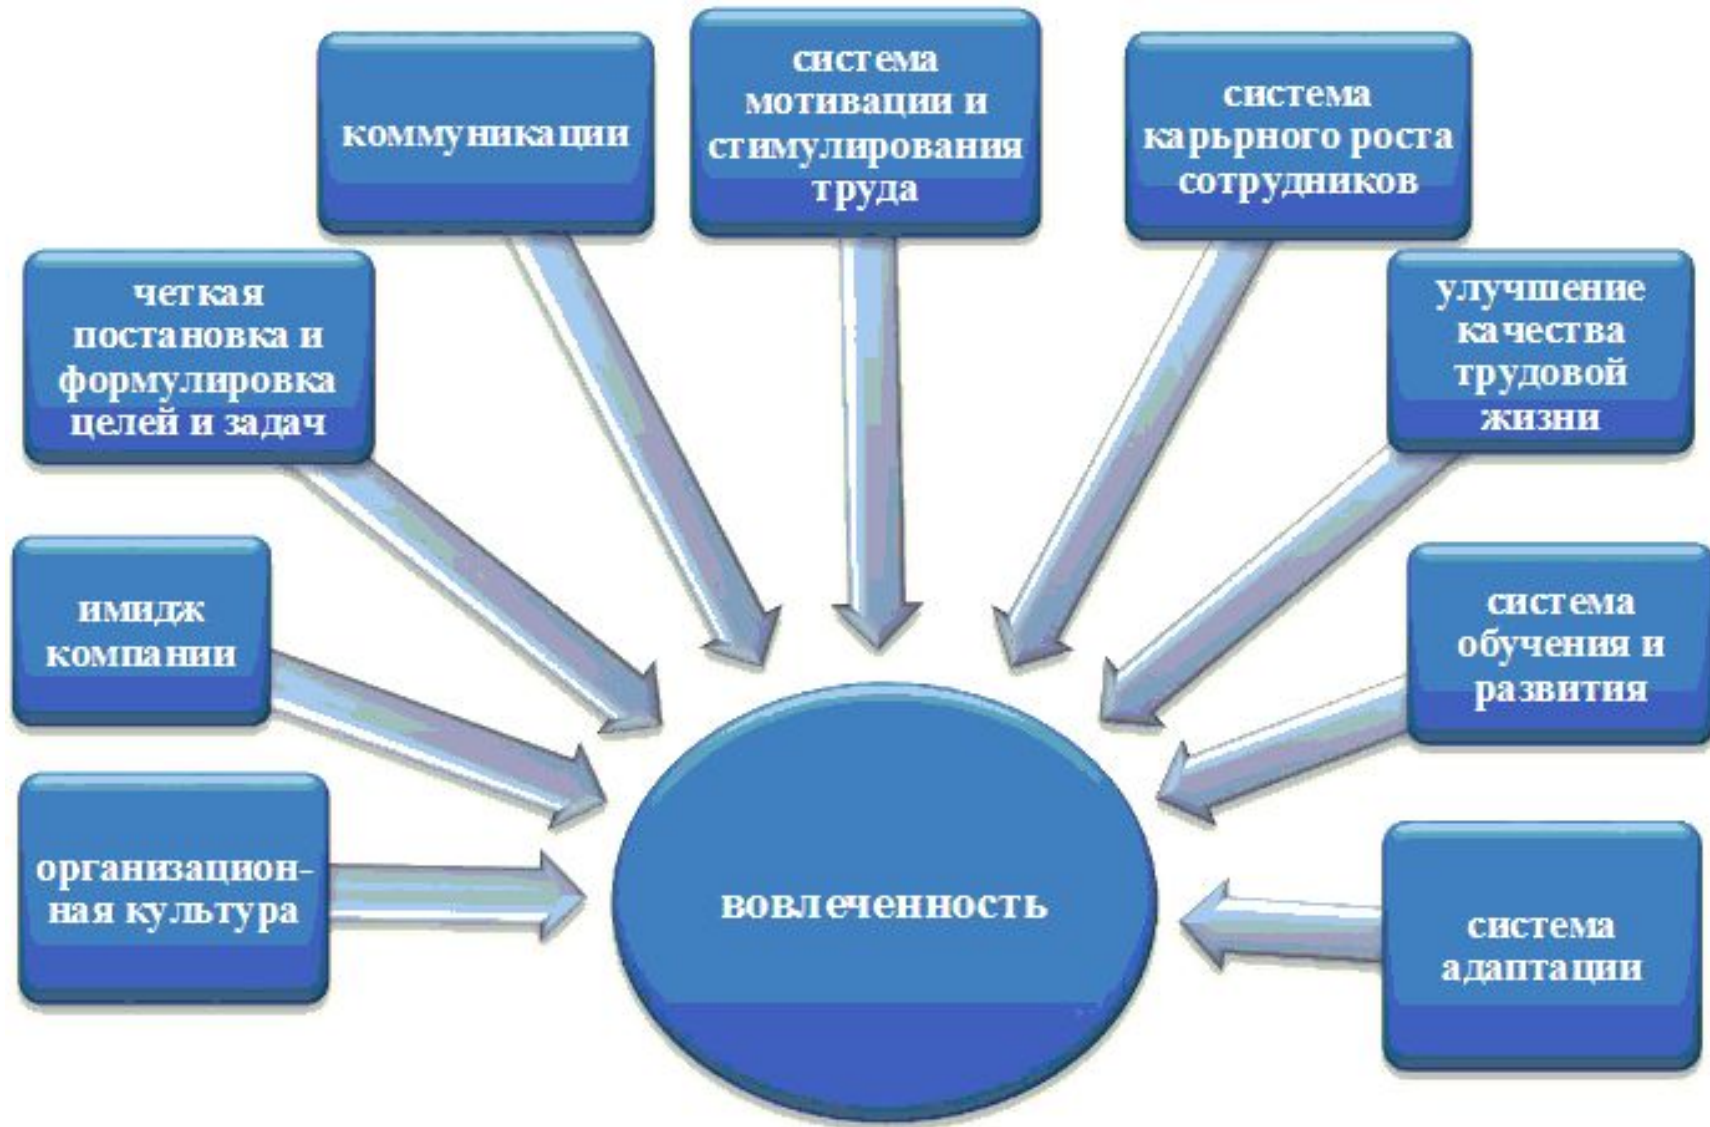 коммуникации
система
мотивации и
стимулирования
труда
система
карьрного роста
сотрудников
четкая
постановка и
формулировка
целей и задач
улучшение
качества
трудовой
жизни
имидж
компании
система
обучения и
развития
организацион-
ная культура
вовлеченность
система
адаптации